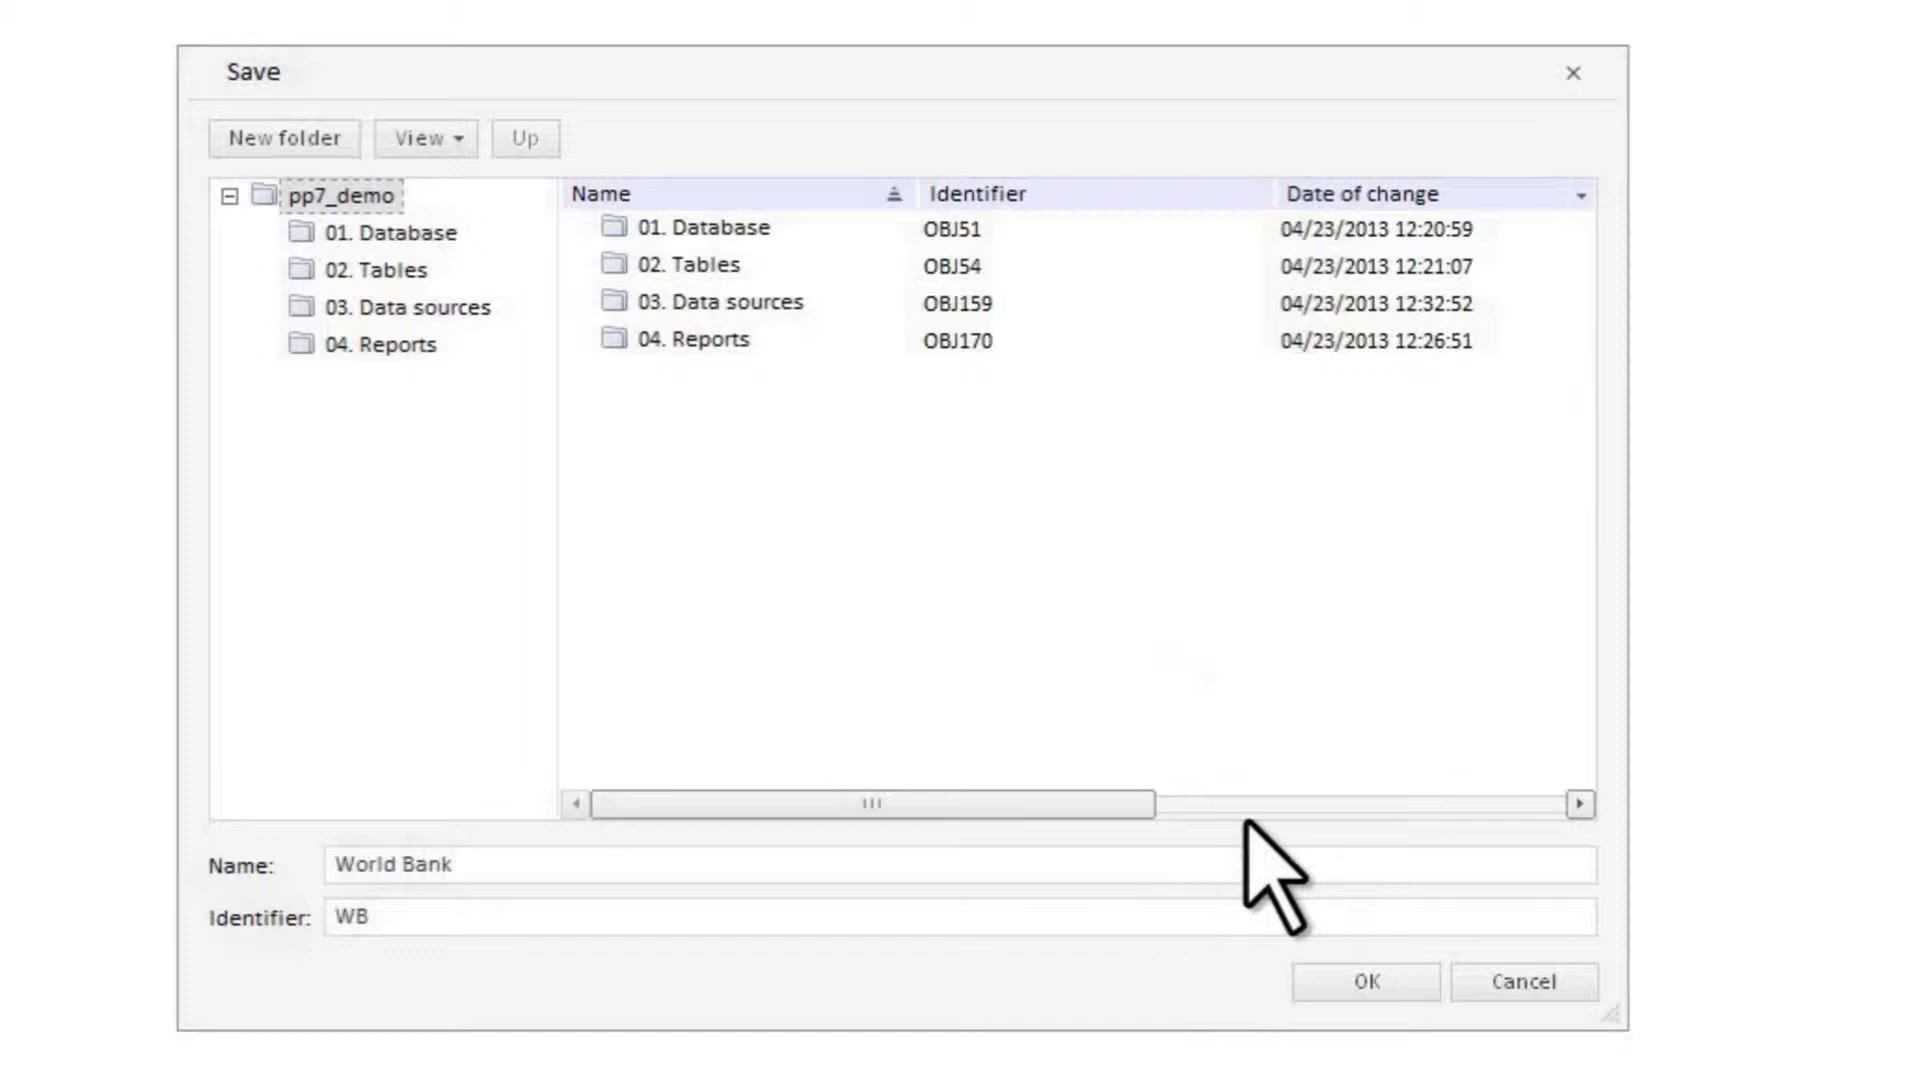 Save
New folder View Up
pp7_demo
01. Database
02. Tables
03. Data sources
04. Reports
Name Identifier Date of change
01. Database OBJ51 04/23/2013 12:20:59
02. Tables OBJ54 04/23/2013 12:21:07
03. Data sources OBJ159 04/23/2013 12:32:52
04. Reports OBJ170 04/23/2013 12:26:51
Name: World Bank
Identifier: WB
OK Cancel